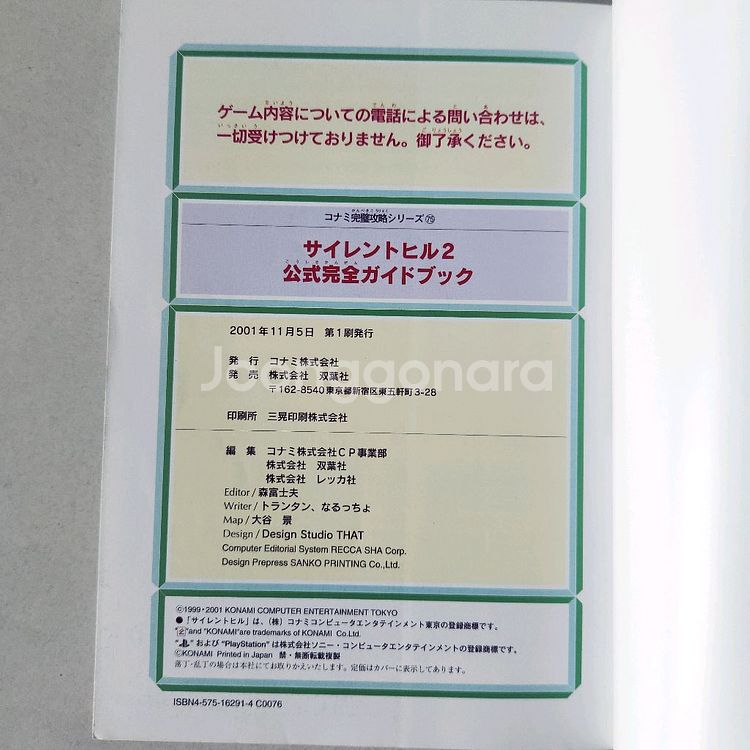 ゲーム内容についての電話による問い合わせは、
一切受けつけておりません。御了承ください。
コナミ完璧攻略シリーズ 75
サイレントヒル2
公式完全ガイドブック
2001年11月5日 第1刷発行
発 行 コナミ株式会社
発 売 株式会社 双葉社
〒162-8540 東京都新宿区東五軒町3-28
Joonggonara
印刷所 三晃印刷株式会社
編 集 コナミ株式会社CP事業部
株式会社 双葉社
株式会社 レッカ社
Editor/森富士夫
Writer/トランタン、なるっちょ
Map/大谷 景
Design/Design Studio THAT
Computer Editorial System RECCA SHA Corp.
Design Prepress SANKO PRINTING Co.,Ltd.
©1999・2001 KONAMI COMPUTER ENTERTAINMENT TOKYO
●「サイレントヒル」は、(株)コナミコンピュータエンタテインメント東京の登録商標です。
and "KONAMI"are trademarks of KONAMI Co.Ltd.
" " および "PlayStation" は株式会社ソニー・コンピュータエンタテインメントの登録商標です。
©KONAMI Printed in Japan 禁・無断転載複製
落丁・乱丁の場合は本社にてお取りかえいたします。定価はカバーに表示してあります。
ISBN4-575-16291-4 C0076